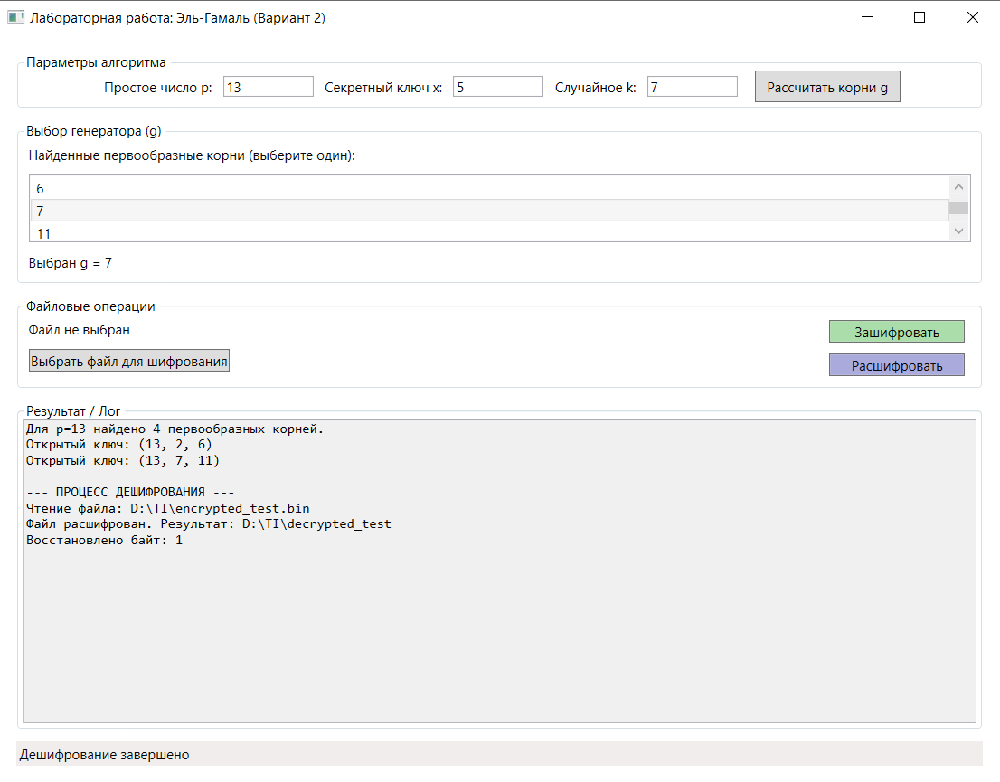 Лабораторная работа: Эль-Гамаль (Вариант 2)
Параметры алгоритма
Простое число p: 13 Секретный ключ x: 5 Случайное k: 7 Рассчитать корни g
Выбор генератора (g)
Найденные первообразные корни (выберите один):
6
7
11
Выбран g = 7
Файловые операции
Файл не выбран
Зашифровать
Выбрать файл для шифрования
Расшифровать
Результат / Лог
Для p=13 найдено 4 первообразных корней.
Открытый ключ: (13, 2, 6)
Открытый ключ: (13, 7, 11)
--- ПРОЦЕСС ДЕШИФРОВАНИЯ ---
Чтение файла: D:\TI\encrypted_test.bin
Файл расшифрован. Результат: D:\TI\decrypted_test
Восстановлено байт: 1
Дешифрование завершено